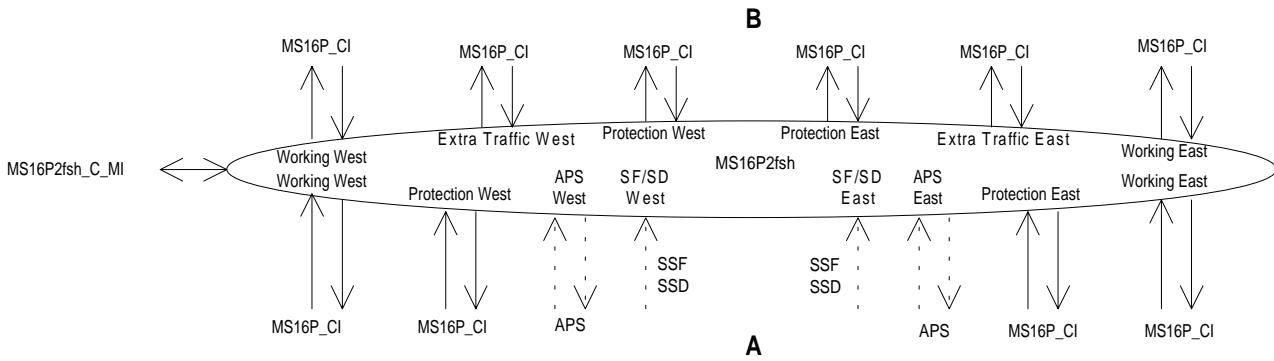 B
MS16P_CI
MS16P_CI
MS16P_CI
MS16P_CI
MS16P_CI
MS16P_CI
Extra Traffic West
Protection West
Protection East
Extra Traffic East
Working West
Working East
MS16P2fsh_C_MI
MS16P2fsh
Working West
Protection West
APS
West
SF/SD
West
SF/SD
East
APS
East
Protection East
Working East
SSF
SSD
SSF
SSD
MS16P_CI
MS16P_CI
APS
APS
MS16P_CI
MS16P_CI
A